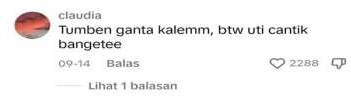 claudia
Tumben ganta kalemm, btw uti cantik
bangetee
09-14 Balas 2288
Lihat 1 balasan